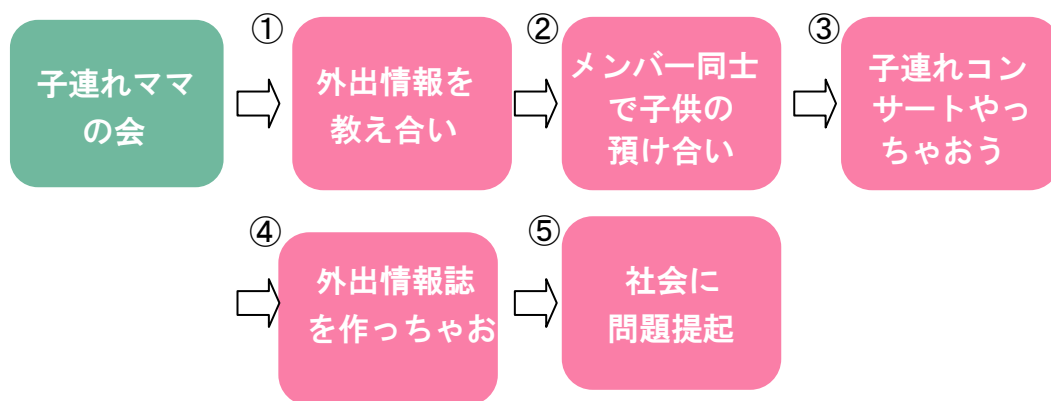 子連れママ
の会
①
外出情報を
教え合い
②
メンバー同士
で子供の
預け合い
③
子連れコン
サートやっ
ちゃおう
④
外出情報誌
を作っちゃお
⑤
社会に
問題提起